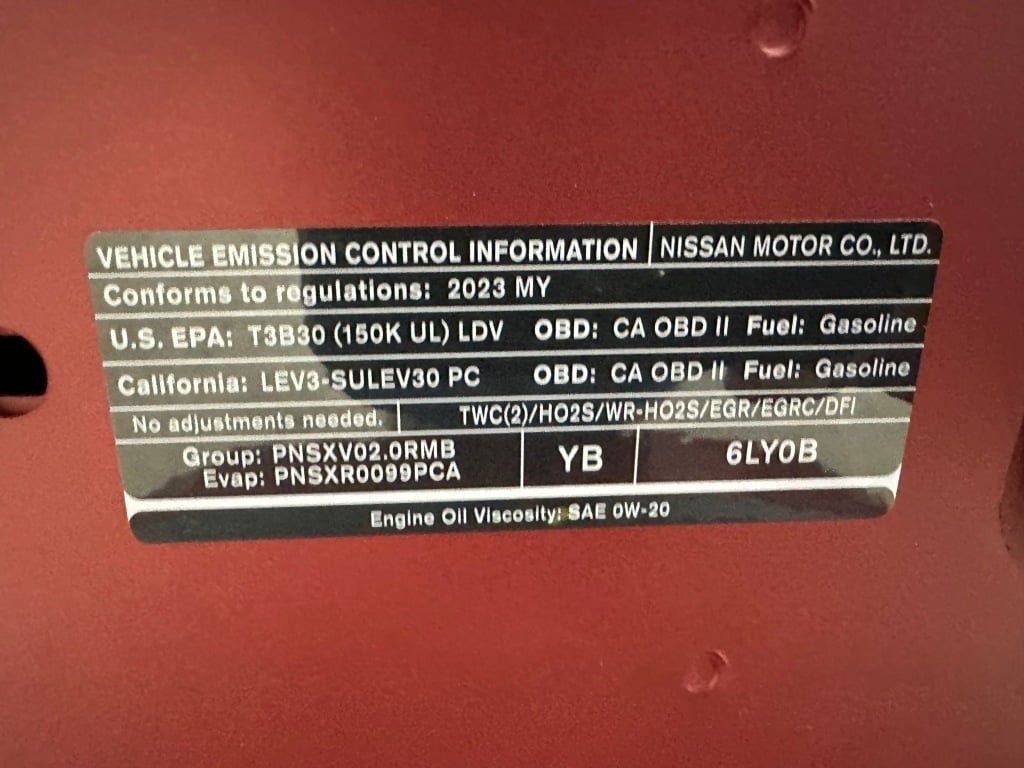 VEHICLE EMISSION CONTROL INFORMATION NISSAN MOTOR CO., LTD.
Conforms to regulations: 2023 MY
U.S. EPA: T3B30 (150K UL) LDV OBD: CA OBD II Fuel: Gasoline
California: LEV3-SULEV30 PC OBD: CA OBD II Fuel: Gasoline
No adjustments needed. TWC(2)/HO2S/WR-HO2S/EGR/EGRC/DFI
Group: PNSXV02.0RMB YB 6LY0B
Evap: PNSXR0099PCA
Engine Oil Viscosity: SAE 0W-20